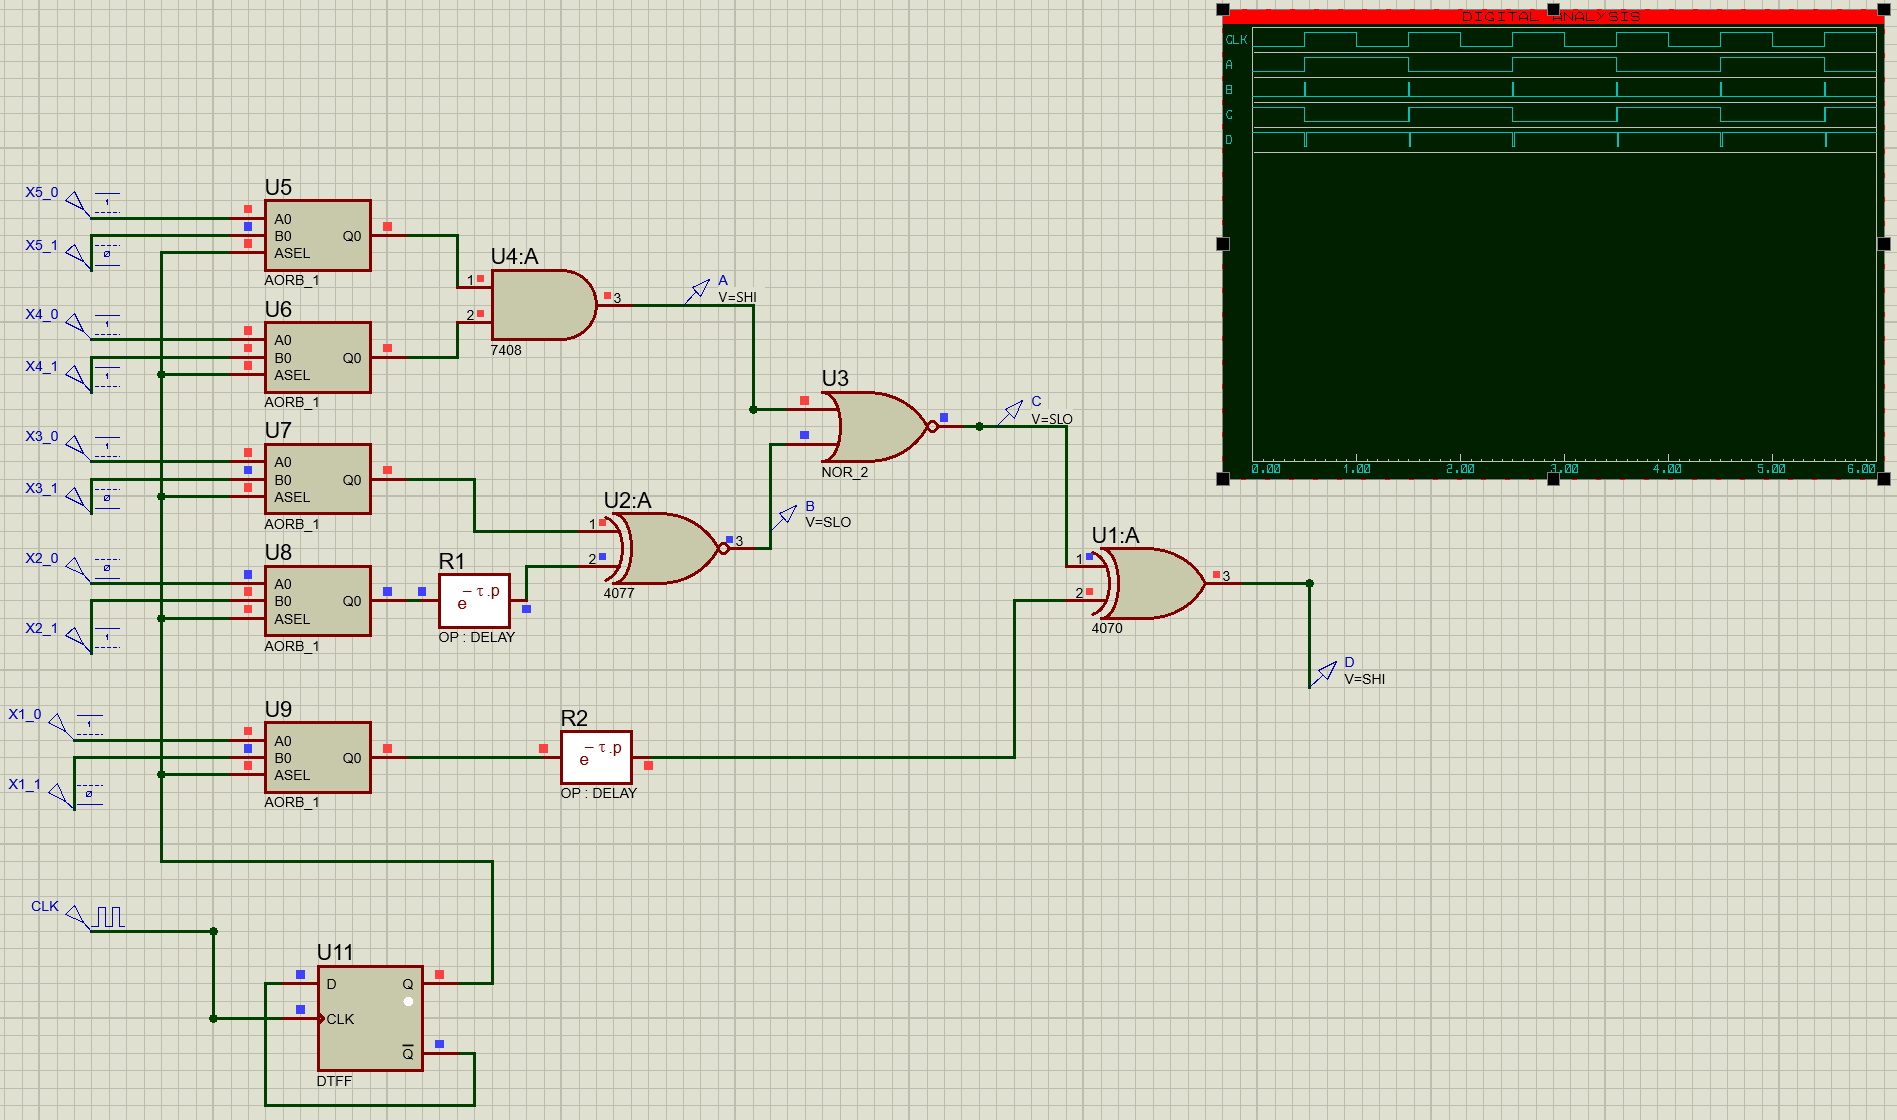 DIGITAL ANALYSIS
CLK
A
B
C
D
0.00 1.00 2.00 3.00 4.00 5.00 6.00
X5_0
1
X5_1
0
U5
A0
B0
ASEL
Q0
AORB_1
X4_0
1
X4_1
1
U6
A0
B0
ASEL
Q0
AORB_1
U4:A
1
2
3
7408
A
V=SHI
X3_0
1
X3_1
0
U7
A0
B0
ASEL
Q0
AORB_1
U3
NOR_2
C
V=SLO
X2_0
0
X2_1
1
U8
A0
B0
ASEL
Q0
AORB_1
R1
e −τ.p
OP : DELAY
U2:A
1
2
3
4077
B
V=SLO
U1:A
1
2
3
4070
D
V=SHI
X1_0
1
X1_1
0
U9
A0
B0
ASEL
Q0
AORB_1
R2
e −τ.p
OP : DELAY
CLK
U11
D
Q
CLK
Q̅
DTFF